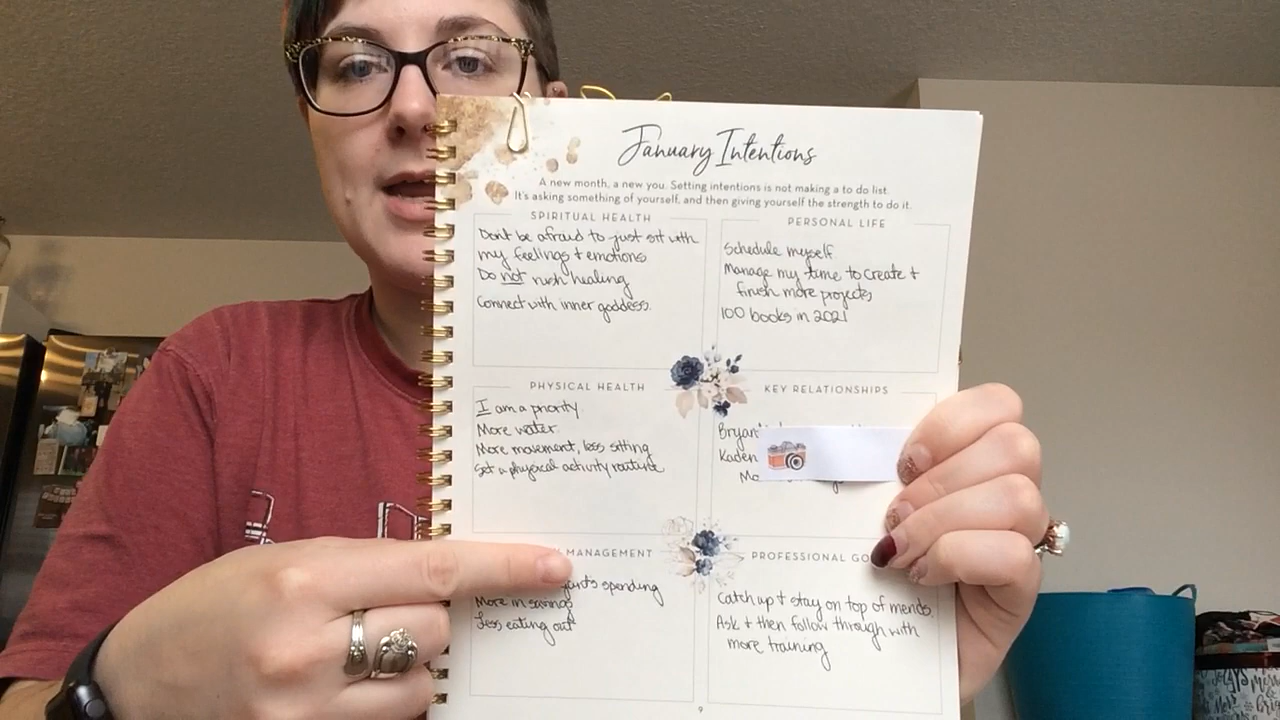 January Intentions
A new month, a new you. Setting intentions is not making a to do list.
It's asking something of yourself, and then giving yourself the strength to do it.
SPIRITUAL HEALTH
Don't be afraid to just sit with
my feelings + emotions
Do not rush healing
Connect with inner goddess.
PERSONAL LIFE
Schedule myself
Manage my time to create +
finish more projects
100 books in 2021
PHYSICAL HEALTH
I am a priority.
More water
More movement, less sitting
Set a physical activity routine
KEY RELATIONSHIPS
Bryan
Kaden
MANAGEMENT
spending
More in savings
Less eating out
PROFESSIONAL
Catch up + stay on top of mends.
Ask + then follow through with
more training
9